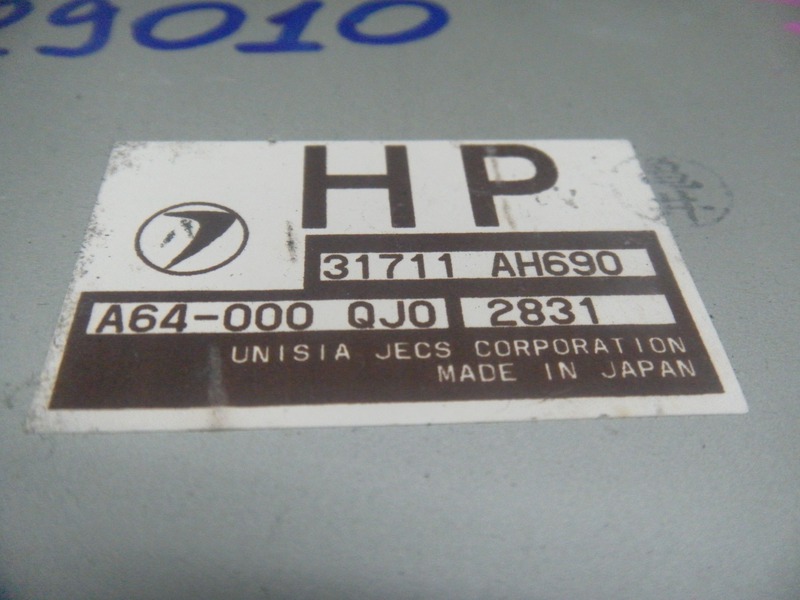 29010
HP
31711 AH690
A64-000 QJ0 2831
UNISIA JECS CORPORATION
MADE IN JAPAN